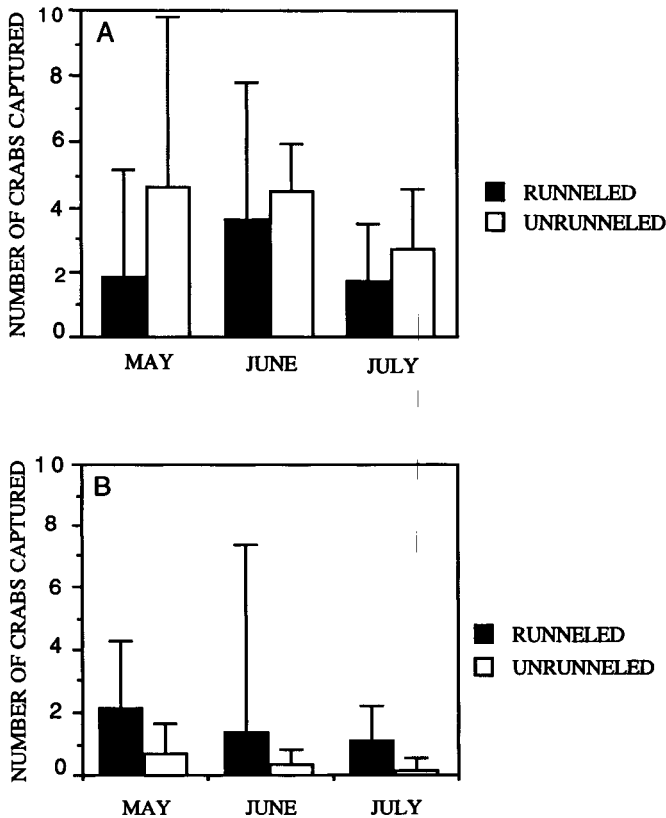 NUMBER OF CRABS CAPTURED
10
8
6
4
2
0
A
MAY
JUNE
JULY
RUNNELED
UNRUNNELED
NUMBER OF CRABS CAPTURED
10
8
6
4
2
0
B
MAY
JUNE
JULY
RUNNELED
UNRUNNELED